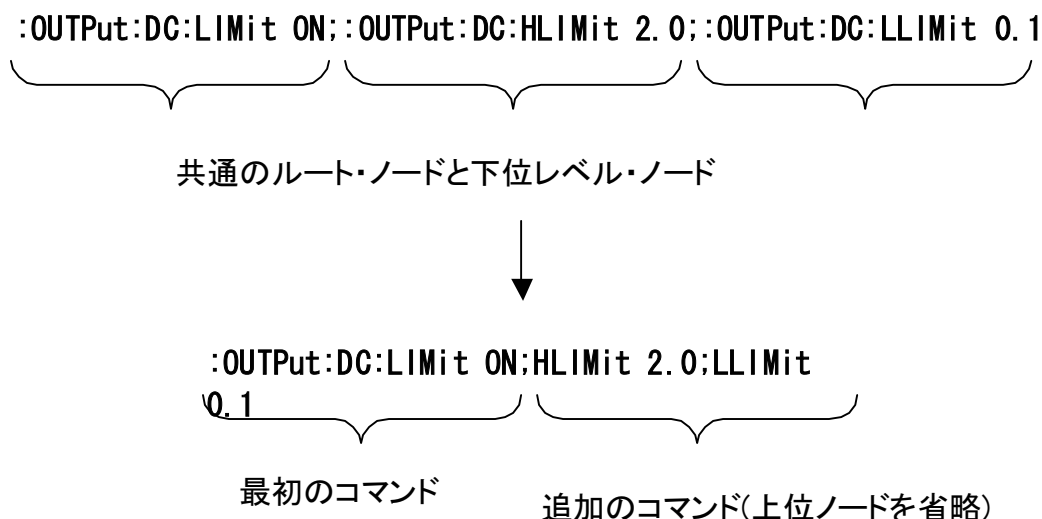 :OUTPut:DC:LIMit ON;:OUTPut:DC:HLIMit 2.0;:OUTPut:DC:LLIMit 0.1
共通のルート・ノードと下位レベル・ノード
:OUTPut:DC:LIMit ON;HLIMit 2.0;LLIMit
0.1
最初のコマンド
追加のコマンド(上位ノードを省略)